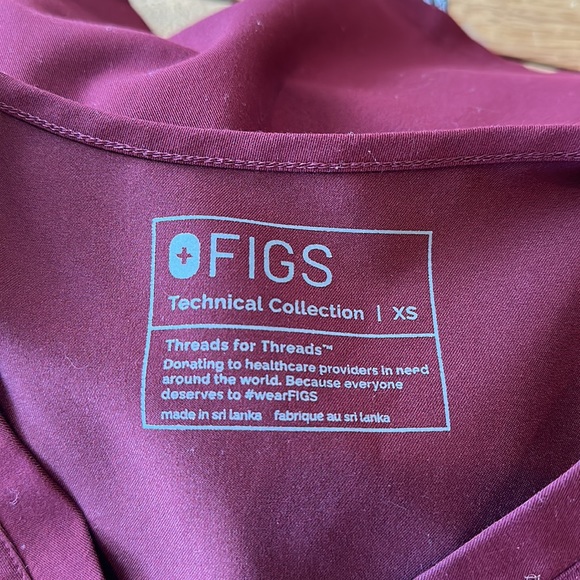 FIGS
Technical Collection | XS
Threads for Threads™
Donating to healthcare providers in need
around the world. Because everyone
deserves to #wearFIGS
made in sri lanka fabriqué au sri lanka